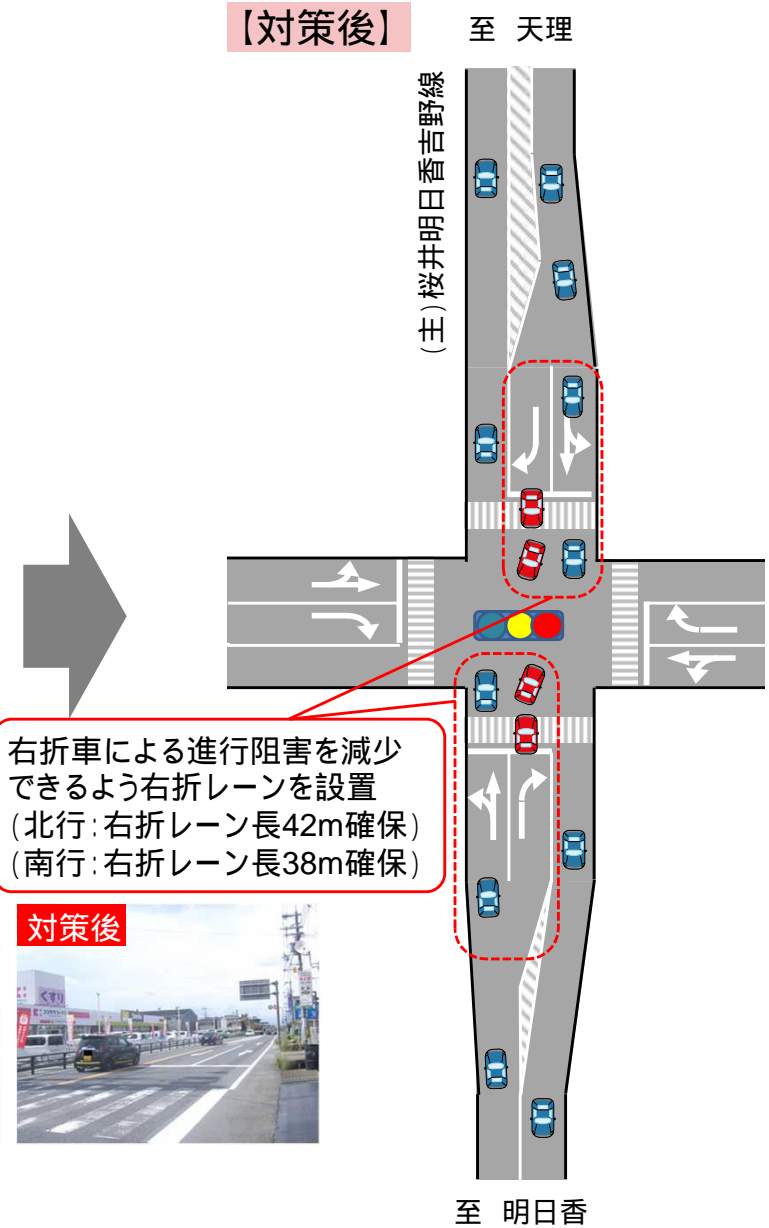 【対策後】
至 天理
(主)桜井明日香吉野線
右折車による進行阻害を減少
できるよう右折レーンを設置
(北行:右折レーン長42m確保)
(南行:右折レーン長38m確保)
対策後
くすり
至 明日香